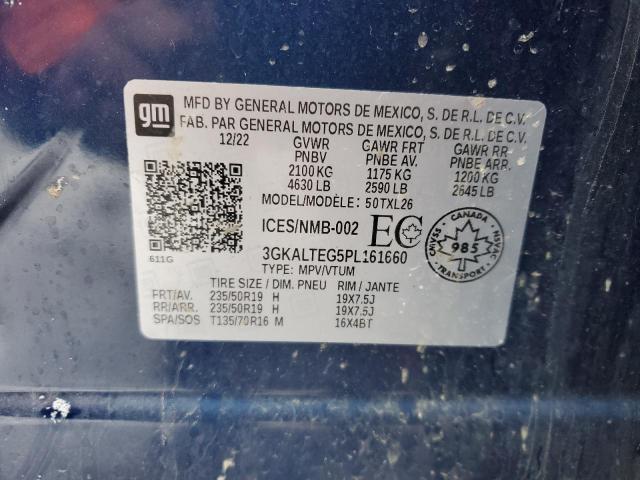 gm
MFD BY GENERAL MOTORS DE MEXICO, S. DE R.L. DE C.V.
FAB. PAR GENERAL MOTORS DE MEXICO, S. DE R.L. DE C.V.
12/22 GVWR GAWR FRT GAWR RR
PNBV PNBE AV. PNBE ARR.
2100 KG 1175 KG 1200 KG
4630 LB 2590 LB 2645 LB
MODEL/MODÈLE: 50TXL26
ICES/NMB-002 EC
CANADA
985
CMVSS NSVAC
611G
3GKALTEG5PL161660
TYPE: MPV/VTUM
TIRE SIZE / DIM. PNEU RIM / JANTE
FRT/AV. 235/50R19 H 19X7.5J
RR/ARR. 235/50R19 H 19X7.5J
SPA/SOS T135/70R16 M 16X4BT